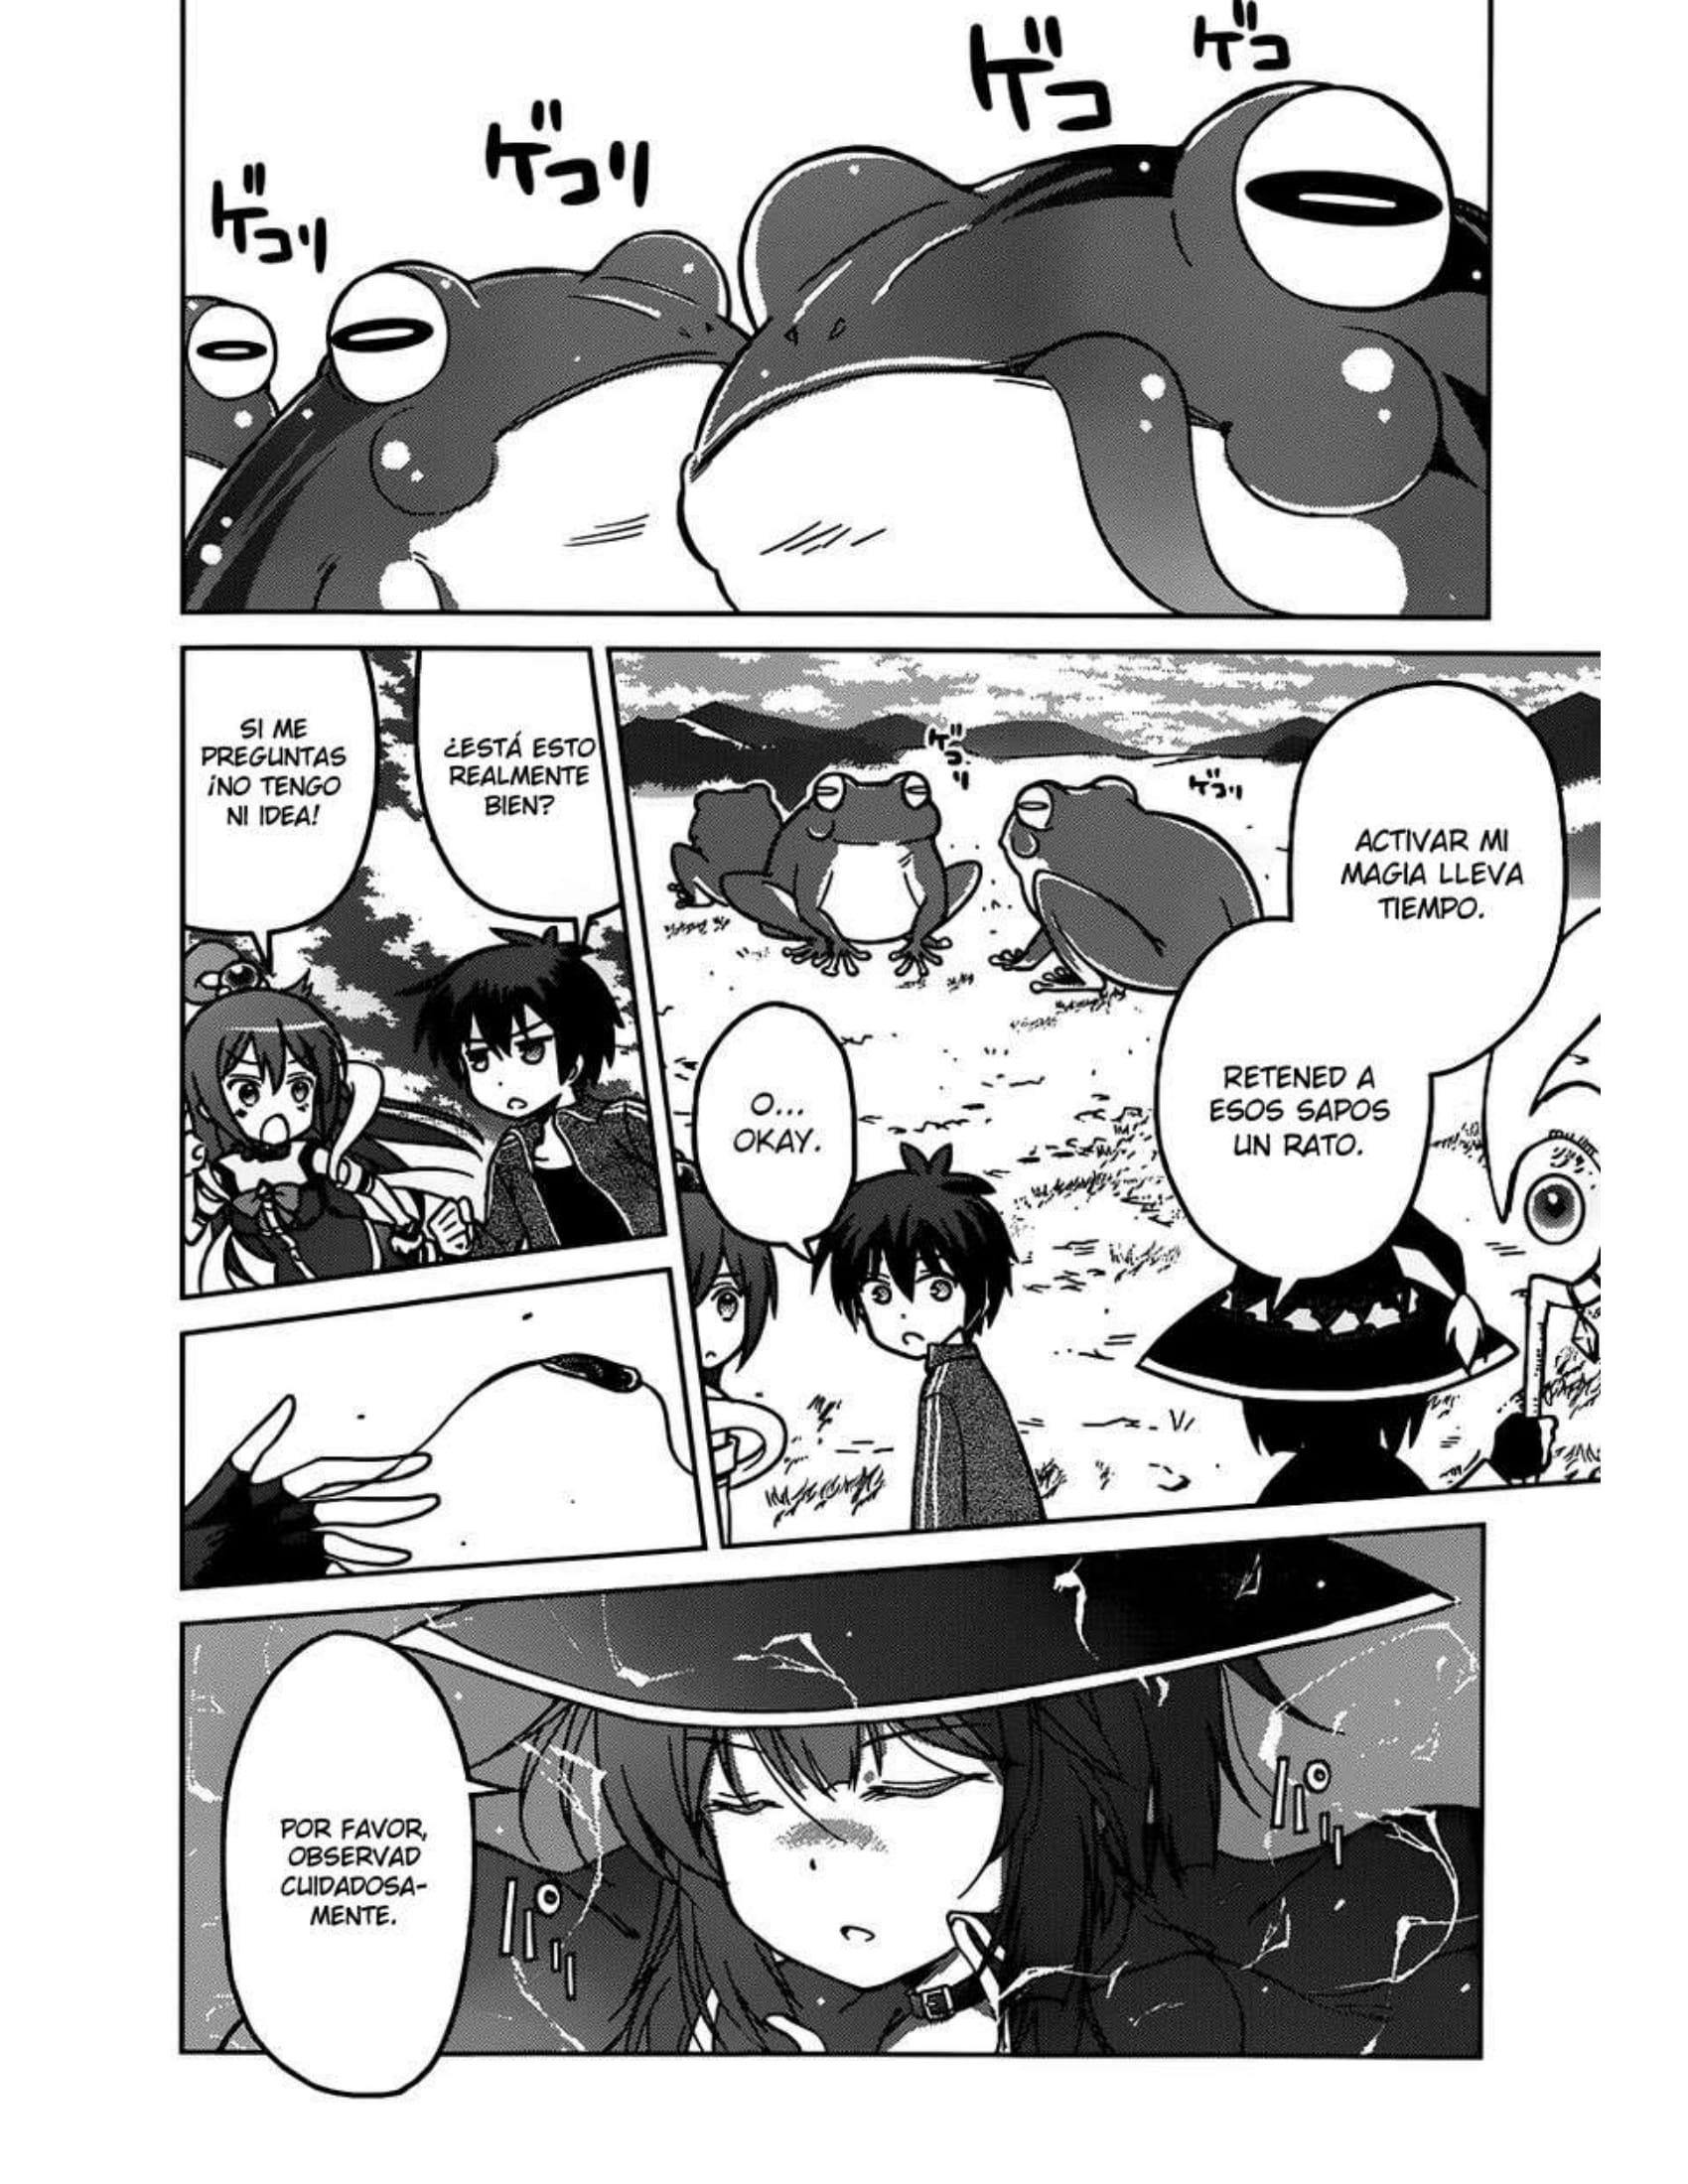 ゲコ
ゲコ
ゲコリ
ゲコリ
ACTIVAR MI
MAGIA LLEVA
TIEMPO.
RETENED A
ESOS SAPOS
UN RATO.
ゲコリ
ゲコリ
O...
OKAY.
¿ESTÁ ESTO
REALMENTE
BIEN?
SI ME
PREGUNTAS
¡NO TENGO
NI IDEA!
POR FAVOR,
OBSERVAD
CUIDADOSA-
MENTE.